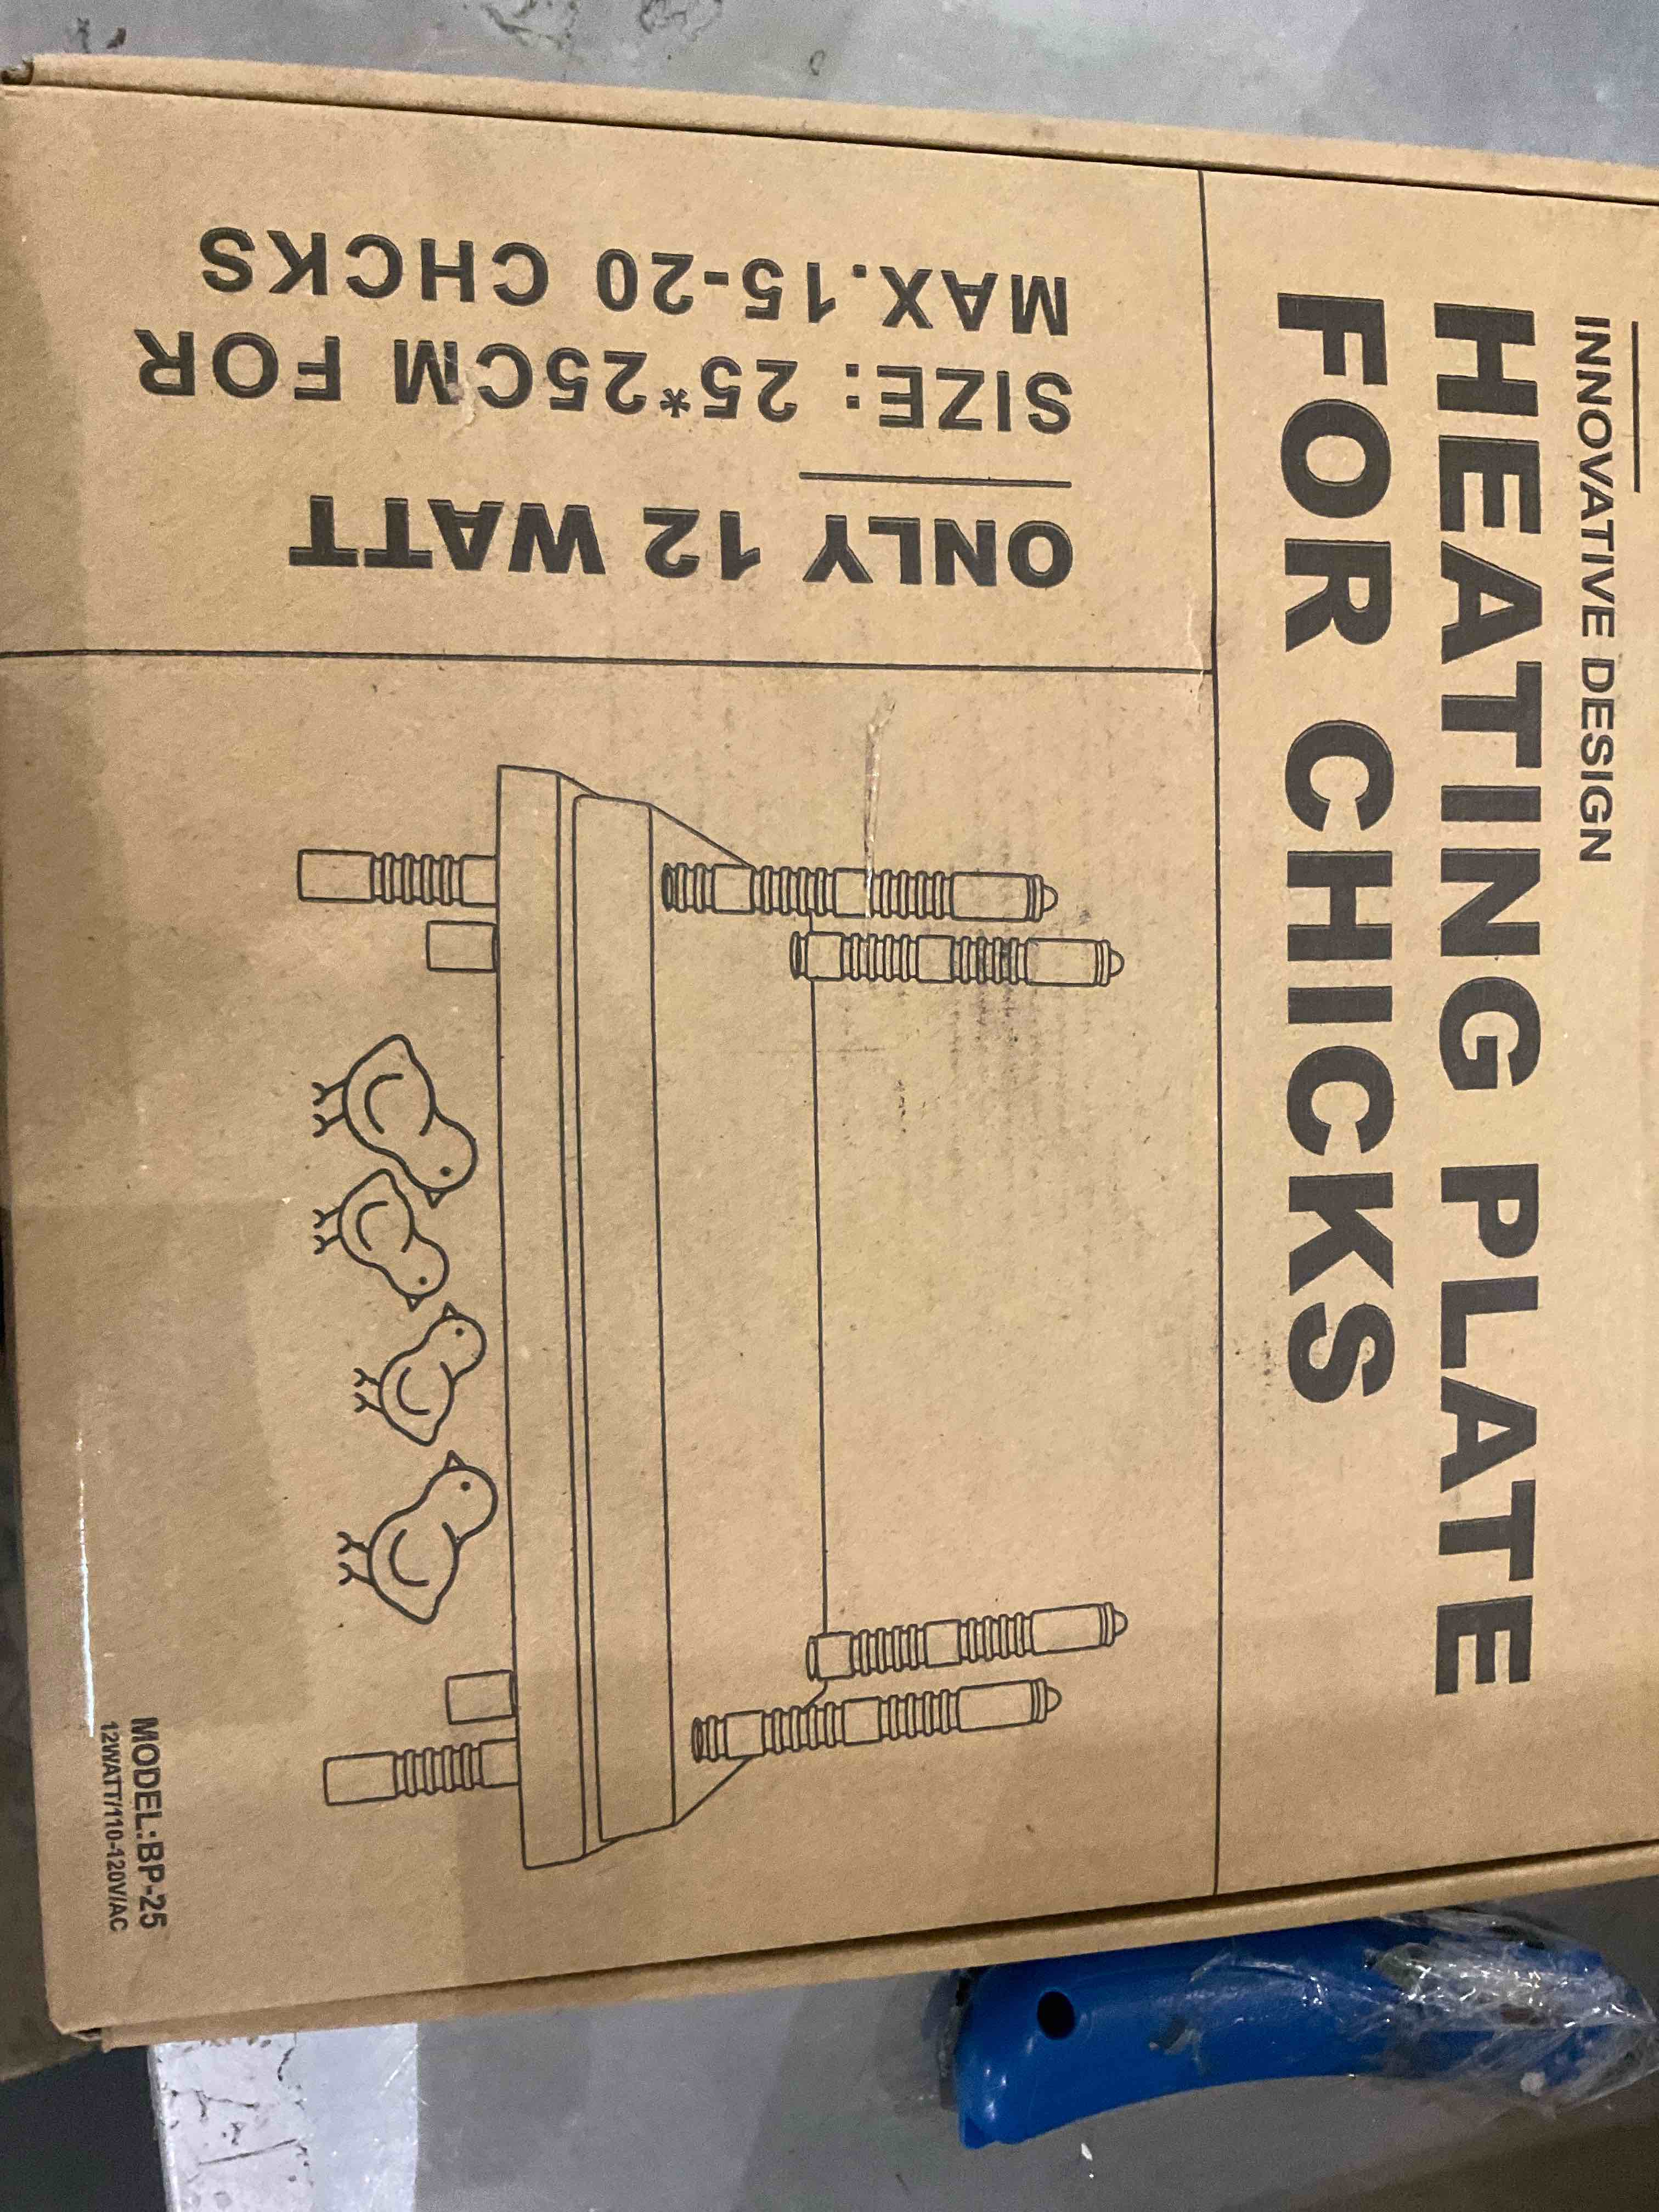 INNOVATIVE DESIGN
HEATING PLATE
FOR CHICKS
ONLY 12 WATT
SIZE: 25*25CM FOR
MAX.15-20 CHCKS
MODEL:BP-25
12WATT/110-120V/AC